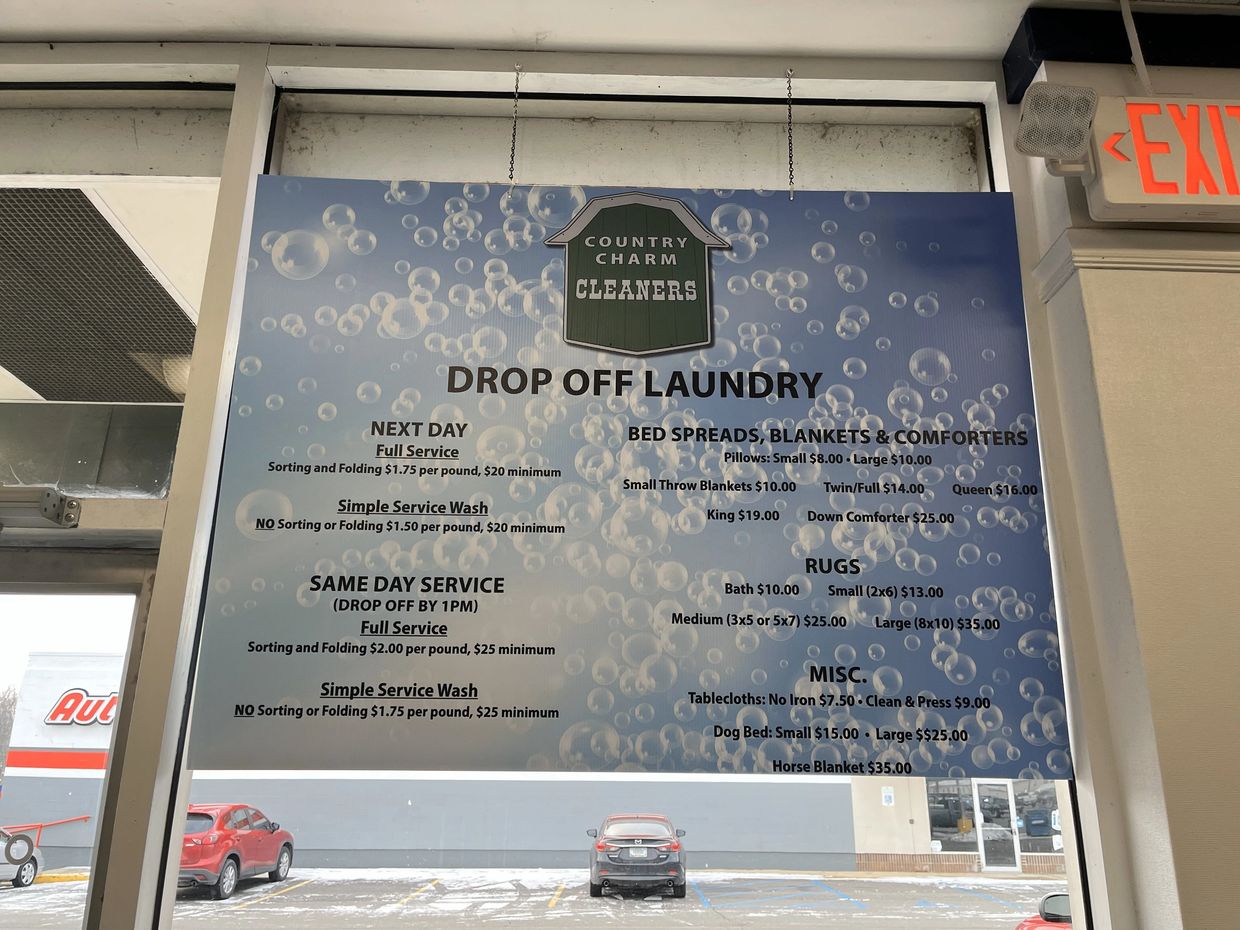 COUNTRY
CHARM
CLEANERS
DROP OFF LAUNDRY
NEXT DAY
Full Service
Sorting and Folding $1.75 per pound, $20 minimum
Simple Service Wash
NO Sorting or Folding $1.50 per pound, $20 minimum
SAME DAY SERVICE
(DROP OFF BY 1PM)
Full Service
Sorting and Folding $2.00 per pound, $25 minimum
Simple Service Wash
NO Sorting or Folding $1.75 per pound, $25 minimum
BED SPREADS, BLANKETS & COMFORTERS
Pillows: Small $8.00 • Large $10.00
Small Throw Blankets $10.00 Twin/Full $14.00 Queen $16.00
King $19.00 Down Comforter $25.00
RUGS
Bath $10.00 Small (2x6) $13.00
Medium (3x5 or 5x7) $25.00 Large (8x10) $35.00
MISC.
Tablecloths: No Iron $7.50 • Clean & Press $9.00
Dog Bed: Small $15.00 • Large $$25.00
Horse Blanket $35.00
EXIT
Aut